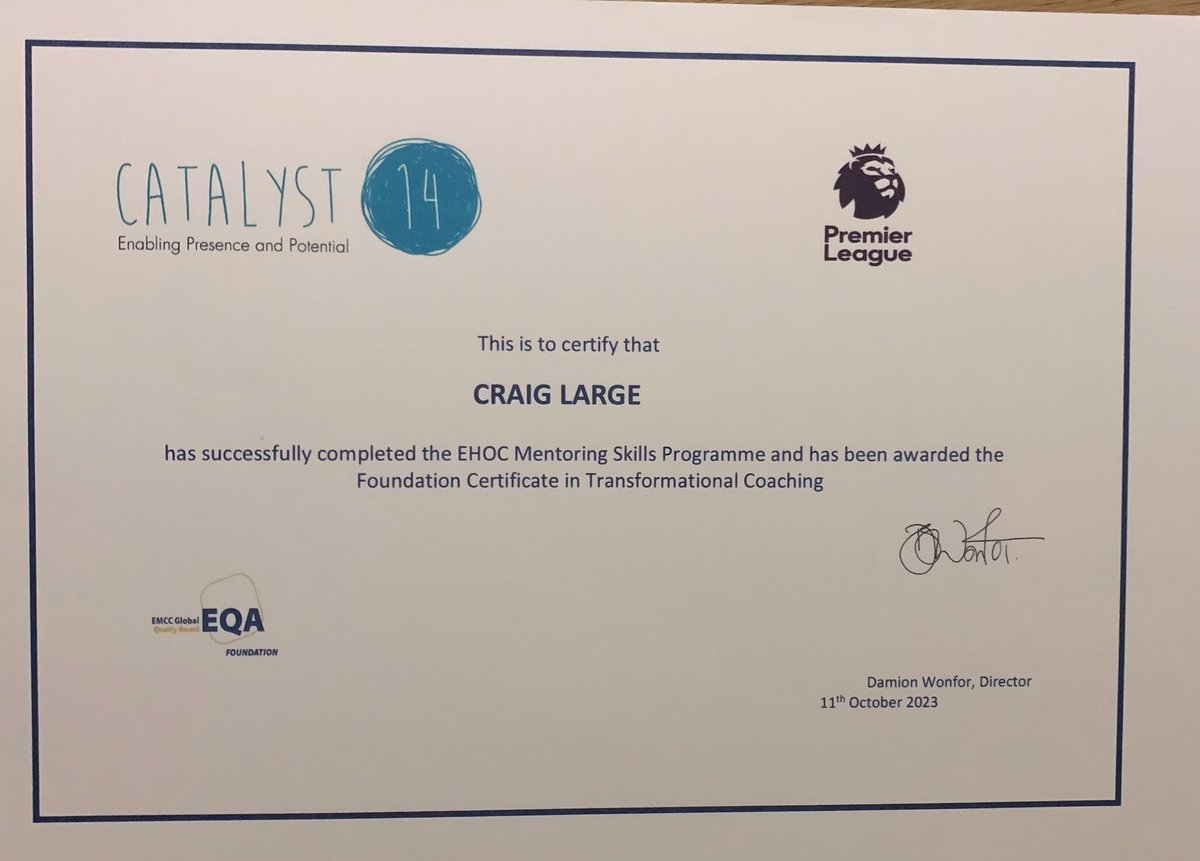 CATALYST 14
Enabling Presence and Potential
Premier
League
This is to certify that
CRAIG LARGE
has successfully completed the EHOC Mentoring Skills Programme and has been awarded the
Foundation Certificate in Transformational Coaching
D Wonfor.
EMCC Global
Quality Award
EQA
FOUNDATION
Damion Wonfor, Director
11th October 2023